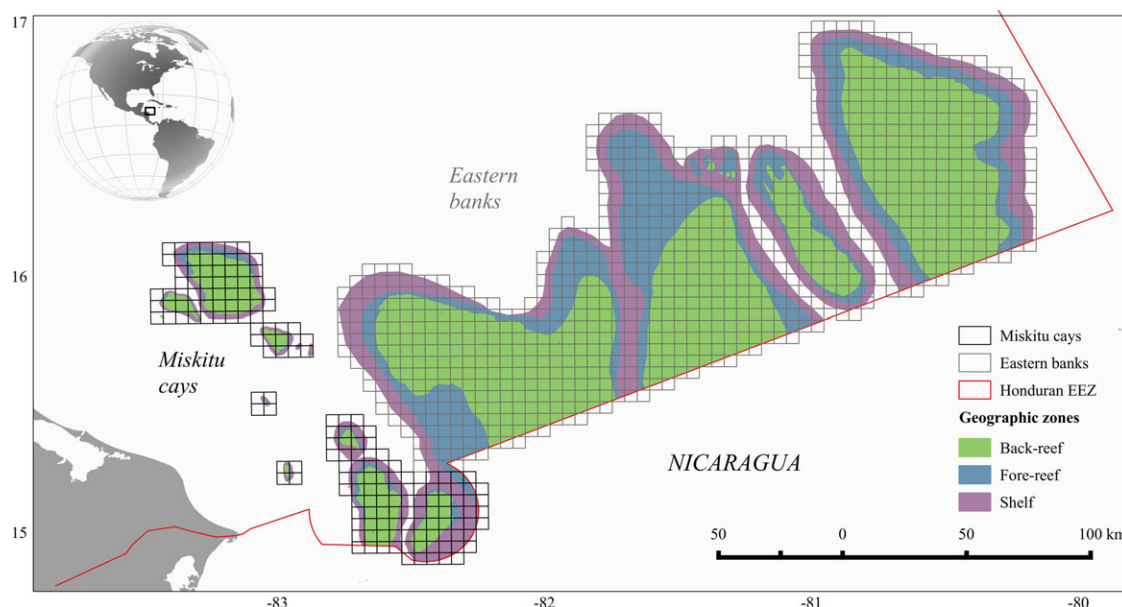 17
16
15
-83
-82
-81
-80
Eastern
banks
Miskitu
cays
NICARAGUA
Miskitu cays
Eastern banks
Honduran EEZ
Geographic zones
Back-reef
Fore-reef
Shelf
50 25 0 50 100 km